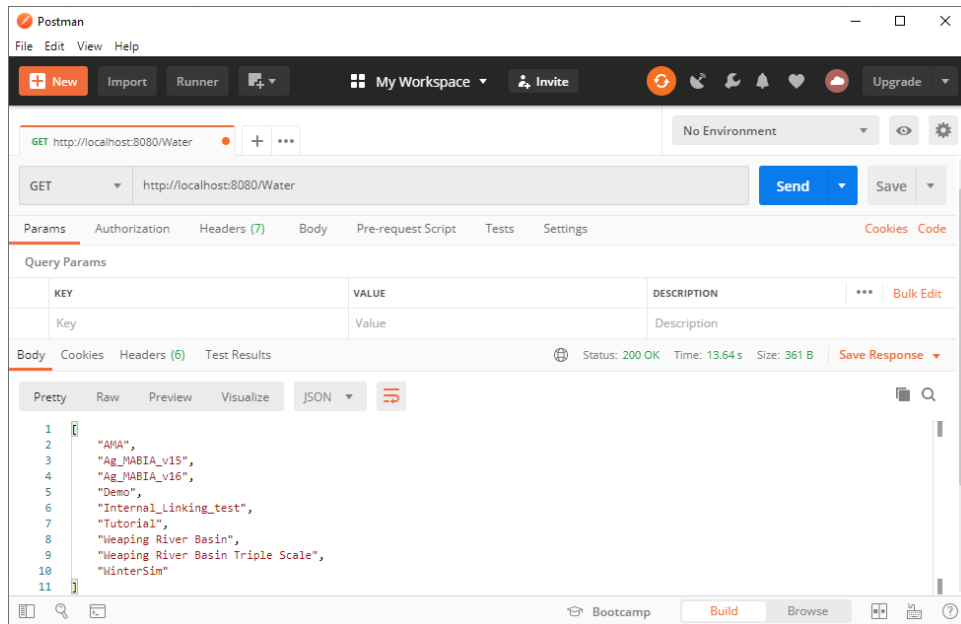 Postman
File Edit View Help
New Import Runner My Workspace Invite Upgrade
GET http://localhost:8080/Water No Environment
GET http://localhost:8080/Water Send Save
Params Authorization Headers (7) Body Pre-request Script Tests Settings Cookies Code
Query Params
KEY VALUE DESCRIPTION Bulk Edit
Key Value Description
Body Cookies Headers (6) Test Results Status: 200 OK Time: 13.64 s Size: 361 B Save Response
Pretty Raw Preview Visualize JSON
1 [
2 "AMA",
3 "Ag_MABIA_v15",
4 "Ag_MABIA_v16",
5 "Demo",
6 "Internal_Linking_test",
7 "Tutorial",
8 "Weaping River Basin",
9 "Weaping River Basin Triple Scale",
10 "WinterSim"
11 ]
Bootcamp Build Browse